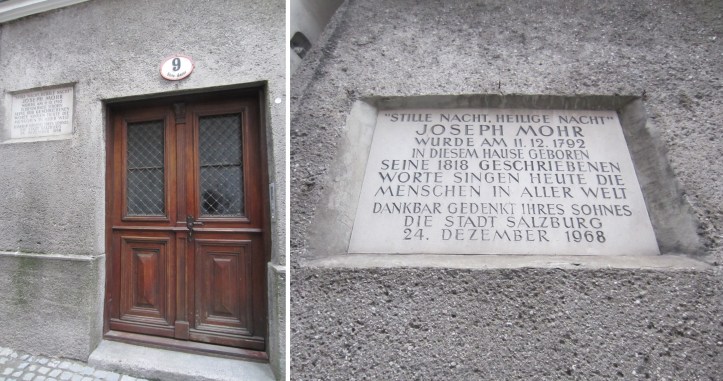 9
"STILLE NACHT, HEILIGE NACHT"
JOSEPH MOHR
WURDE AM 11.12. 1792
IN DIESEM HAUSE GEBOREN
SEINE 1818 GESCHRIEBENEN
WORTE SINGEN HEUTE DIE
MENSCHEN IN ALLER WELT
DANKBAR GEDENKT IHRES SOHNES
DIE STADT SALZBURG
24. DEZEMBER 1968